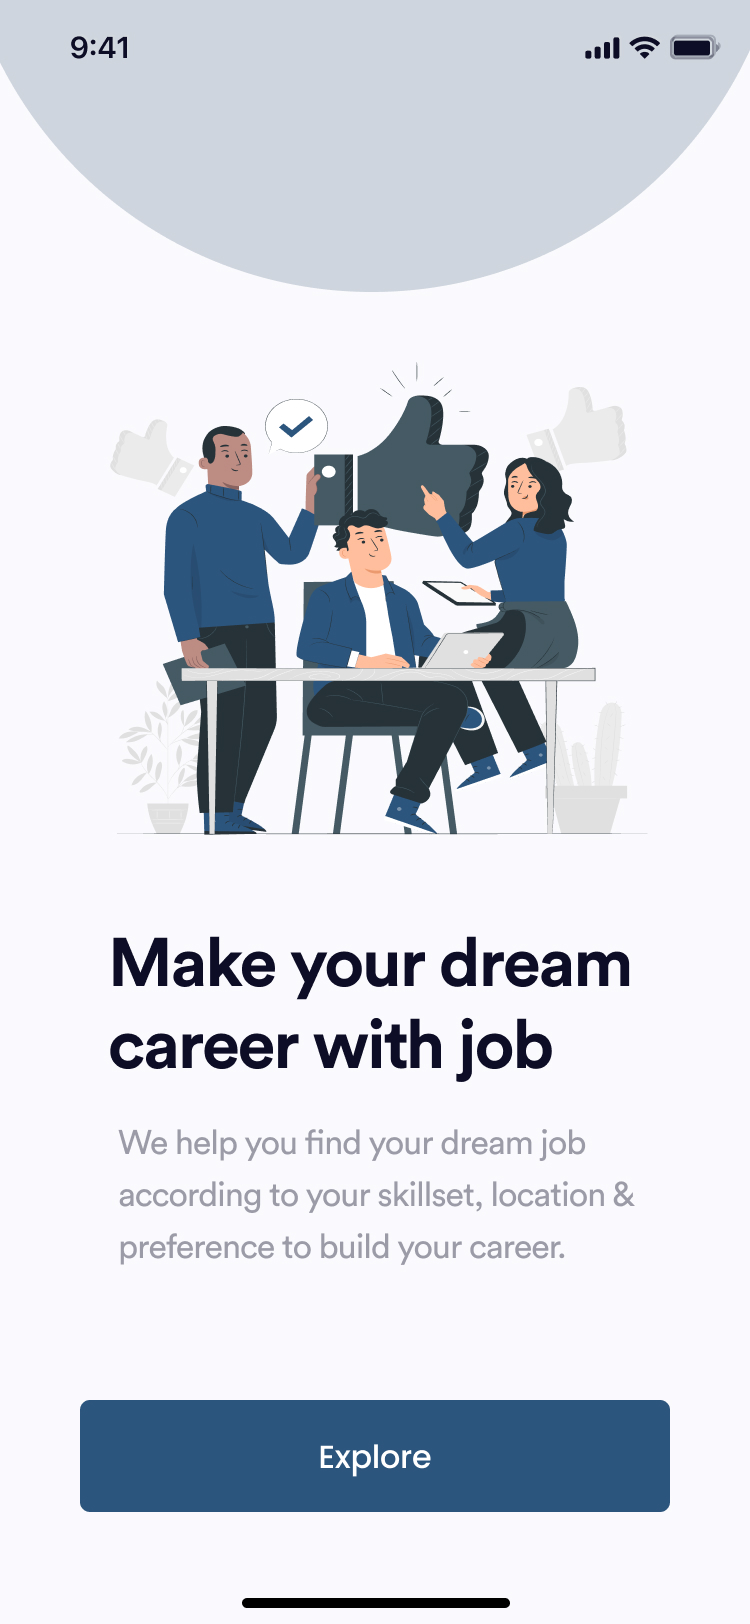 9:41
Make your dream
career with job
We help you find your dream job
according to your skillset, location &
preference to build your career.
Explore